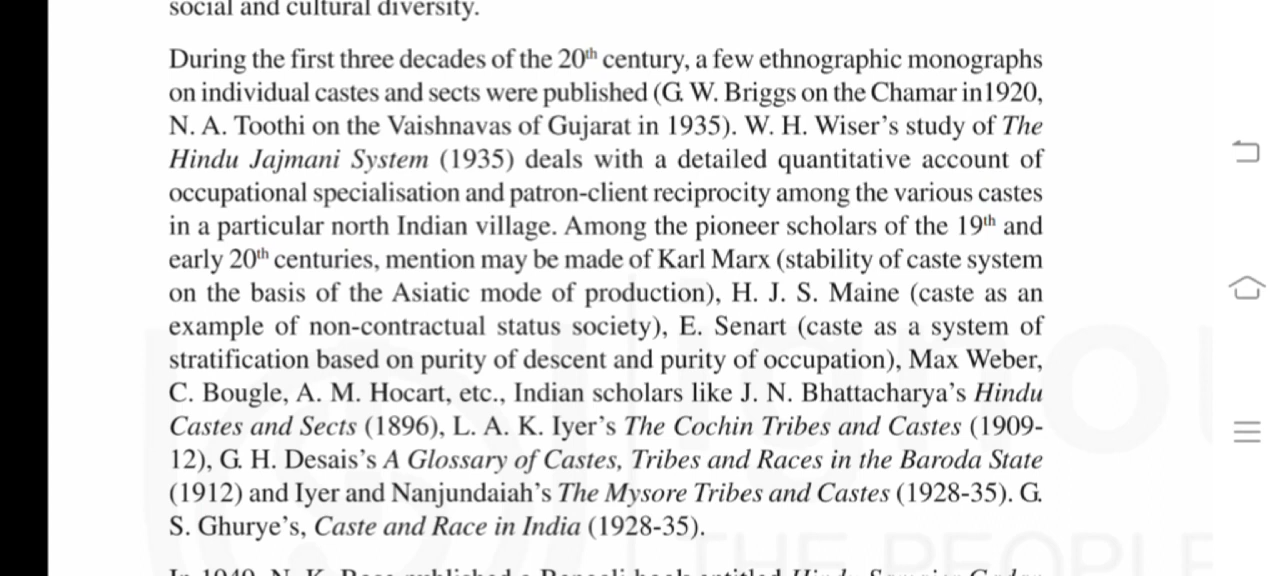 social and cultural diversity.
During the first three decades of the 20th century, a few ethnographic monographs
on individual castes and sects were published (G. W. Briggs on the Chamar in1920,
N. A. Toothi on the Vaishnavas of Gujarat in 1935). W. H. Wiser's study of The
Hindu Jajmani System (1935) deals with a detailed quantitative account of
occupational specialisation and patron-client reciprocity among the various castes
in a particular north Indian village. Among the pioneer scholars of the 19th and
early 20th centuries, mention may be made of Karl Marx (stability of caste system
on the basis of the Asiatic mode of production), H. J. S. Maine (caste as an
example of non-contractual status society), E. Senart (caste as a system of
stratification based on purity of descent and purity of occupation), Max Weber,
C. Bougle, A. M. Hocart, etc., Indian scholars like J. N. Bhattacharya's Hindu
Castes and Sects (1896), L. A. K. Iyer's The Cochin Tribes and Castes (1909-
12), G. H. Desais's A Glossary of Castes, Tribes and Races in the Baroda State
(1912) and Iyer and Nanjundaiah's The Mysore Tribes and Castes (1928-35). G.
S. Ghurye's, Caste and Race in India (1928-35).
THE PEOPLE